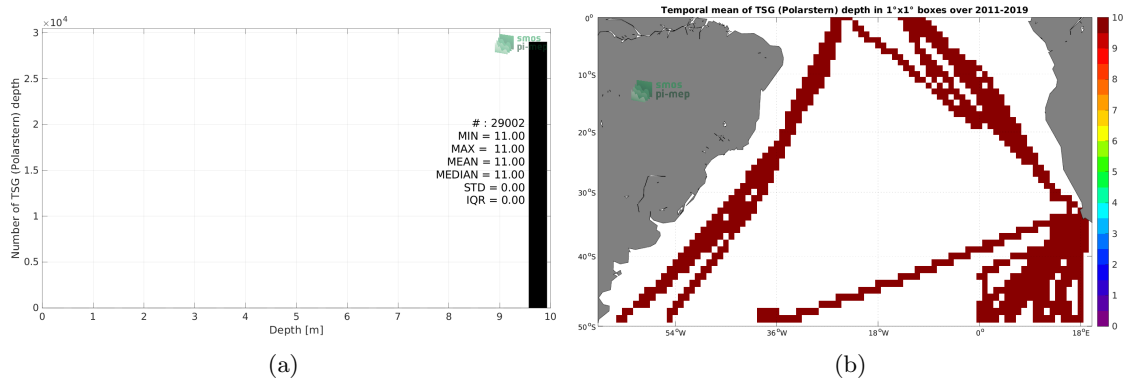 ×10⁴
3
2.5
2
1.5
1
0.5
0
Number of TSG (Polarstern) depth
smos
pi-mep
# : 29002
MIN = 11.00
MAX = 11.00
MEAN = 11.00
MEDIAN = 11.00
STD = 0.00
IQR = 0.00
0 1 2 3 4 5 6 7 8 9 10
Depth [m]
(a)
Temporal mean of TSG (Polarstern) depth in 1°x1° boxes over 2011-2019
0°
10°S
20°S
30°S
40°S
50°S
smos
pi-mep
54°W 36°W 18°W 0° 18°E
10
9
8
7
6
5
4
3
2
1
0
(b)